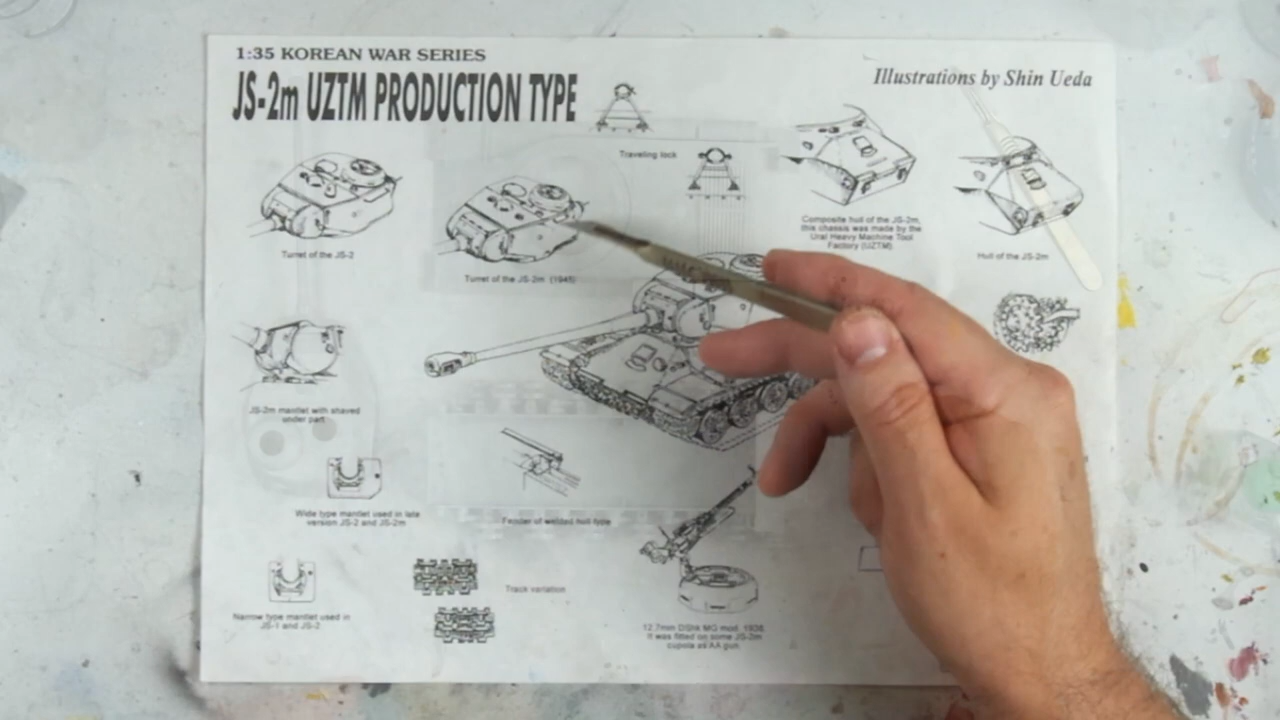 1:35 KOREAN WAR SERIES
JS-2m UZTM PRODUCTION TYPE
Illustrations by Shin Ueda
Traveling lock
Turret of the JS-2
Turret of the JS-2m (1945)
Composite hull of the JS-2m,
this chassis was made by the
Ural Heavy Machine Tool
Factory (UZTM)
Hull of the JS-2m
JS-2m mantlet with shaved
under part
Wide type mantlet used in late
version JS-2 and JS-2m
Fender of welded hull type
Narrow type mantlet used in
JS-1 and JS-2
Track variation
12.7mm DShk MG mod. 1938
It was fitted on some JS-2m
cupola as AA gun